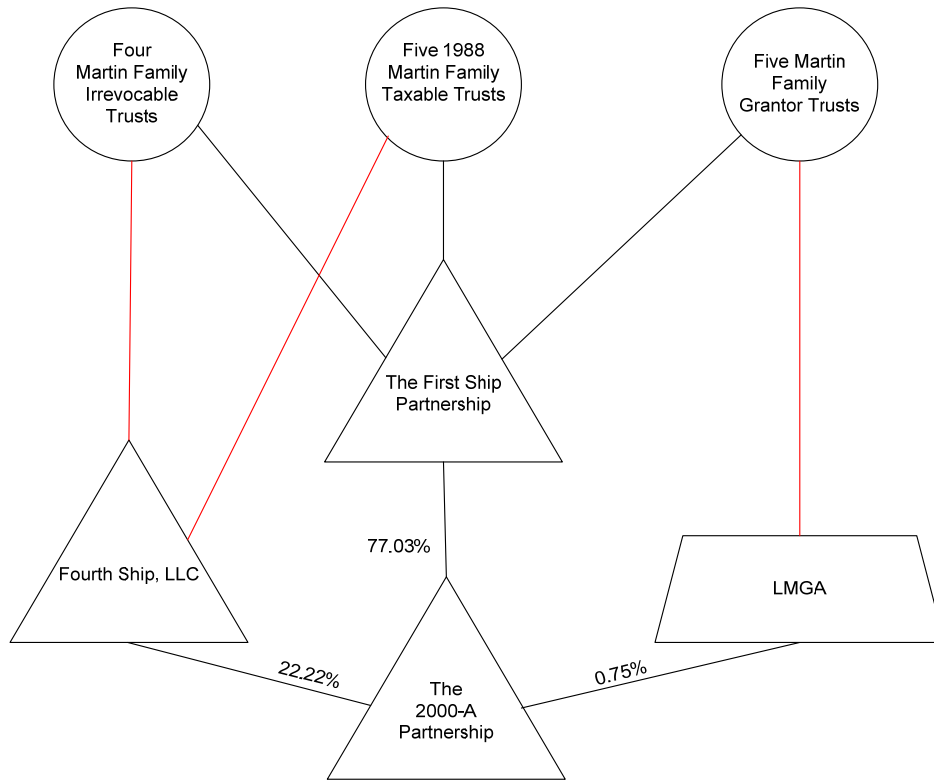 Four
Martin Family
Irrevocable
Trusts
Five 1988
Martin Family
Taxable Trusts
Five Martin
Family
Grantor Trusts
The First Ship
Partnership
77.03%
Fourth Ship, LLC
LMGA
22.22%
0.75%
The
2000-A
Partnership